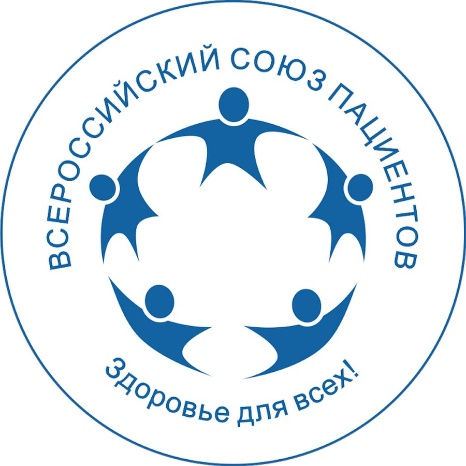 ВСЕРОССИЙСКИЙ СОЮЗ ПАЦИЕНТОВ
Здоровье для всех!